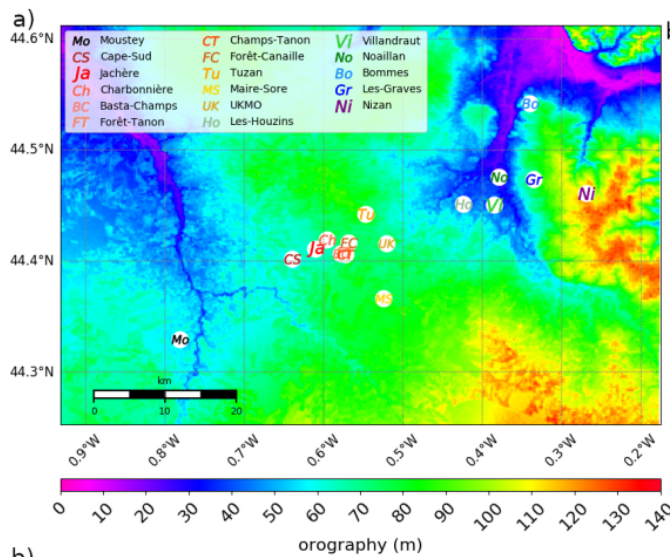 a)
b
44.6°N
44.5°N
44.4°N
44.3°N
Mo Moustey
CS Cape-Sud
Ja Jachère
Ch Charbonnière
BC Basta-Champs
FT Forêt-Tanon
CT Champs-Tanon
FC Forêt-Canaille
Tu Tuzan
MS Maire-Sore
UK UKMO
Ho Les-Houzins
Vi Villandraut
No Noaillan
Bo Bommes
Gr Les-Graves
Ni Nizan
Bo
No
Gr
Ni
Ho
Vi
Tu
Ch
FC
UK
Ja
CT
CS
MS
Mo
km
0 10 20
0.9°W 0.8°W 0.7°W 0.6°W 0.5°W 0.4°W 0.3°W 0.2°W
0 10 20 30 40 50 60 70 80 90 100 110 120 130 140
orography (m)
b)